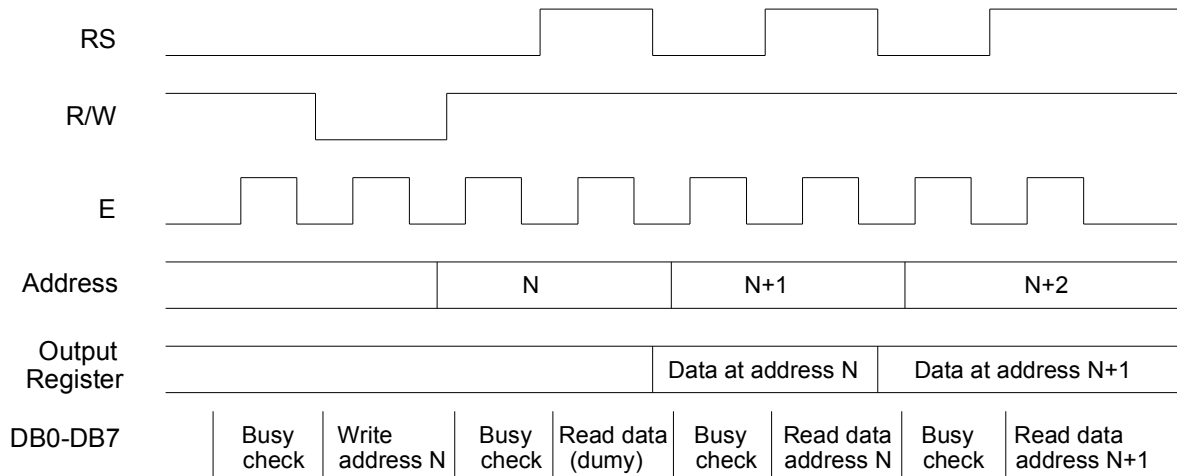 RS
R/W
E
Address N N+1 N+2
Output Register Data at address N Data at address N+1
DB0-DB7 Busy check Write address N Busy check Read data (dumy) Busy check Read data address N Busy check Read data address N+1